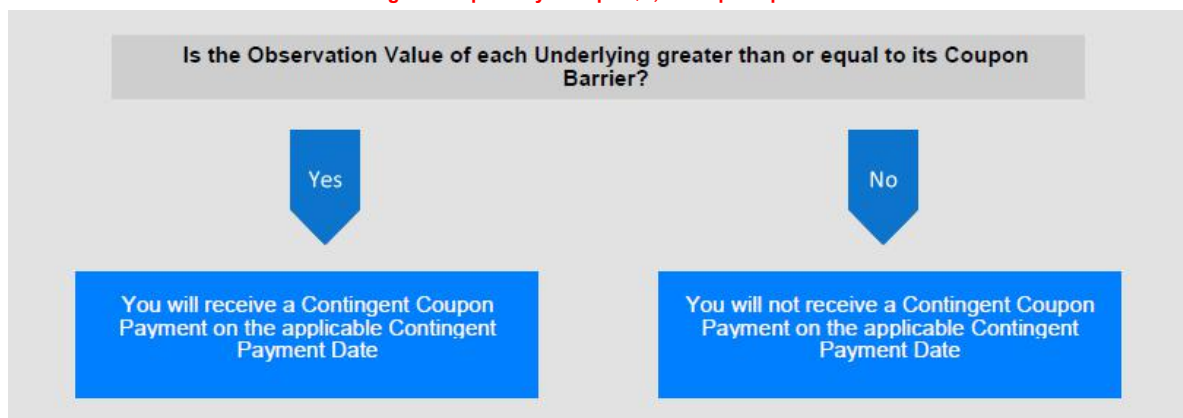 Is the Observation Value of each Underlying greater than or equal to its Coupon
Barrier?
Yes
No
You will receive a Contingent Coupon
Payment on the applicable Contingent
Payment Date
You will not receive a Contingent Coupon
Payment on the applicable Contingent
Payment Date